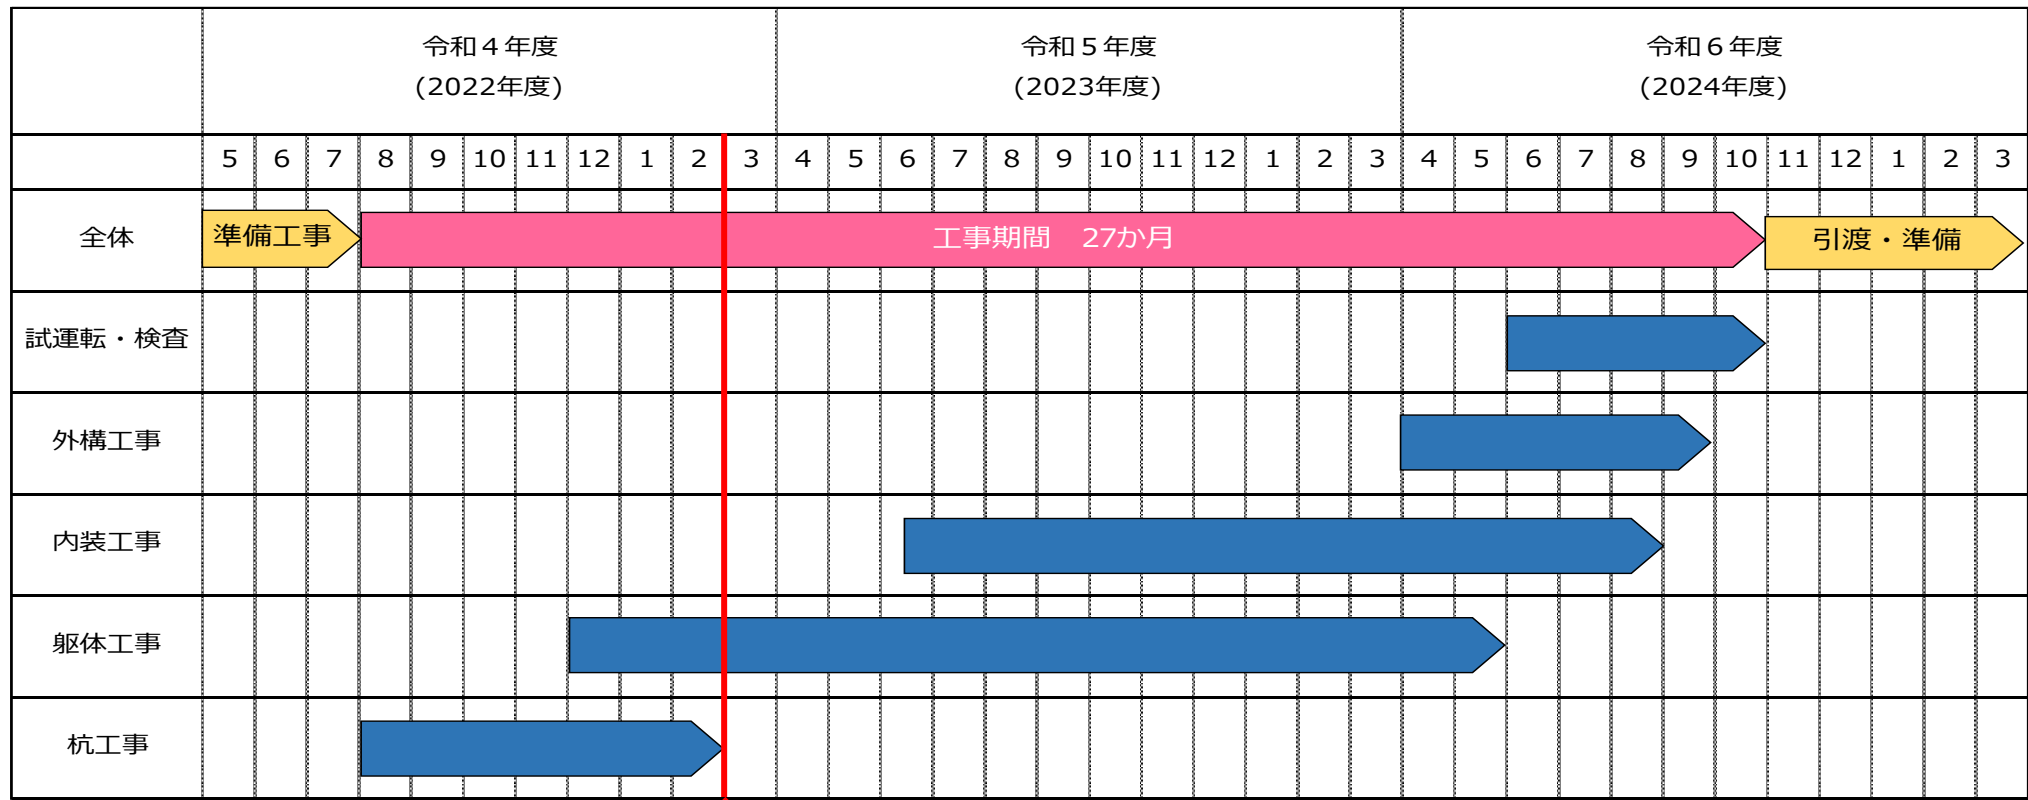 令和４年度
(2022年度)
令和５年度
(2023年度)
令和６年度
(2024年度)
5 6 7 8 9 10 11 12 1 2 3 4 5 6 7 8 9 10 11 12 1 2 3 4 5 6 7 8 9 10 11 12 1 2 3
全体 準備工事 工事期間　27か月 引渡・準備
試運転・検査
外構工事
内装工事
躯体工事
杭工事